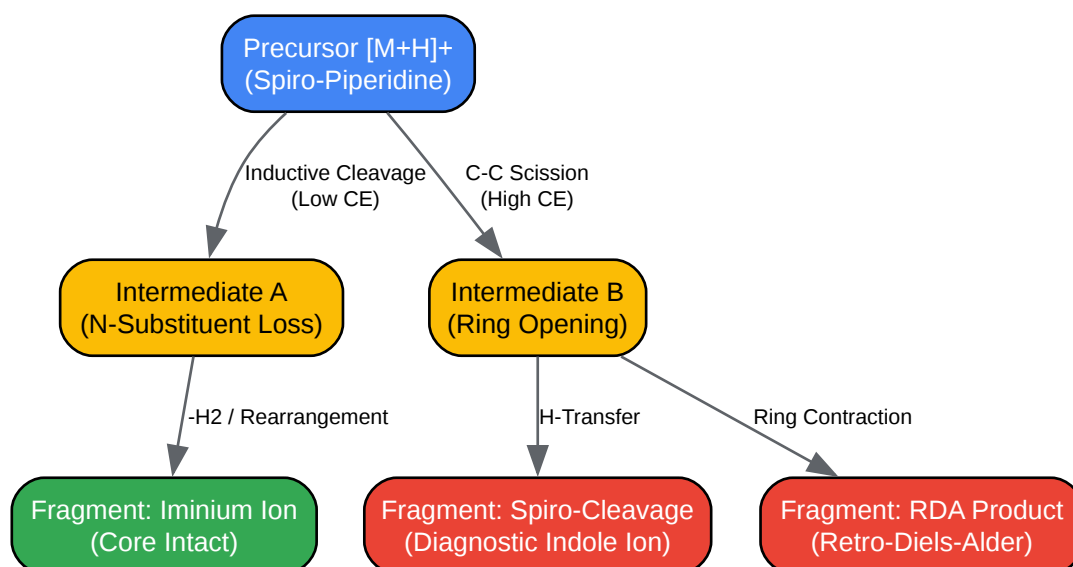 Precursor [M+H]+
(Spiro-Piperidine)
Inductive Cleavage
(Low CE)
C-C Scission
(High CE)
Intermediate A
(N-Substituent Loss)
Intermediate B
(Ring Opening)
-H2 / Rearrangement
H-Transfer
Ring Contraction
Fragment: Iminium Ion
(Core Intact)
Fragment: Spiro-Cleavage
(Diagnostic Indole Ion)
Fragment: RDA Product
(Retro-Diels-Alder)